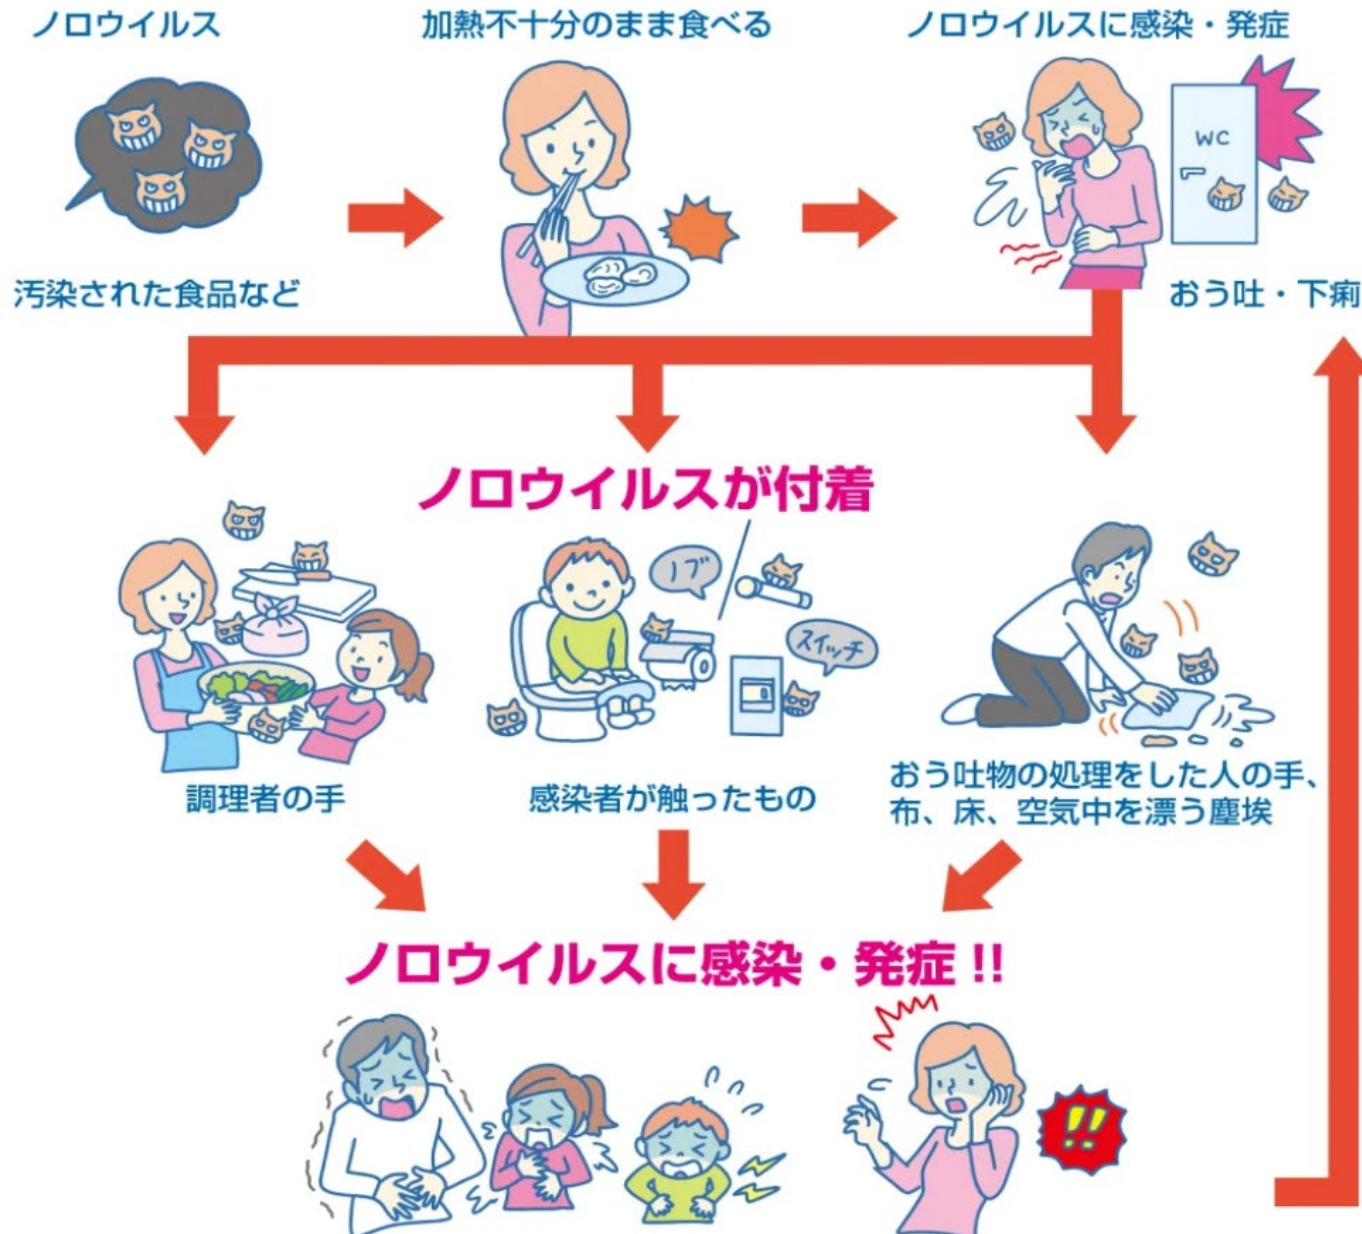 ノロウイルス
加熱不十分のまま食べる
ノロウイルスに感染・発症
WC
汚染された食品など
おう吐・下痢
ノロウイルスが付着
ノブ
スイッチ
調理者の手
感染者が触ったもの
おう吐物の処理をした人の手、
布、床、空気中を漂う塵埃
ノロウイルスに感染・発症!!
!!